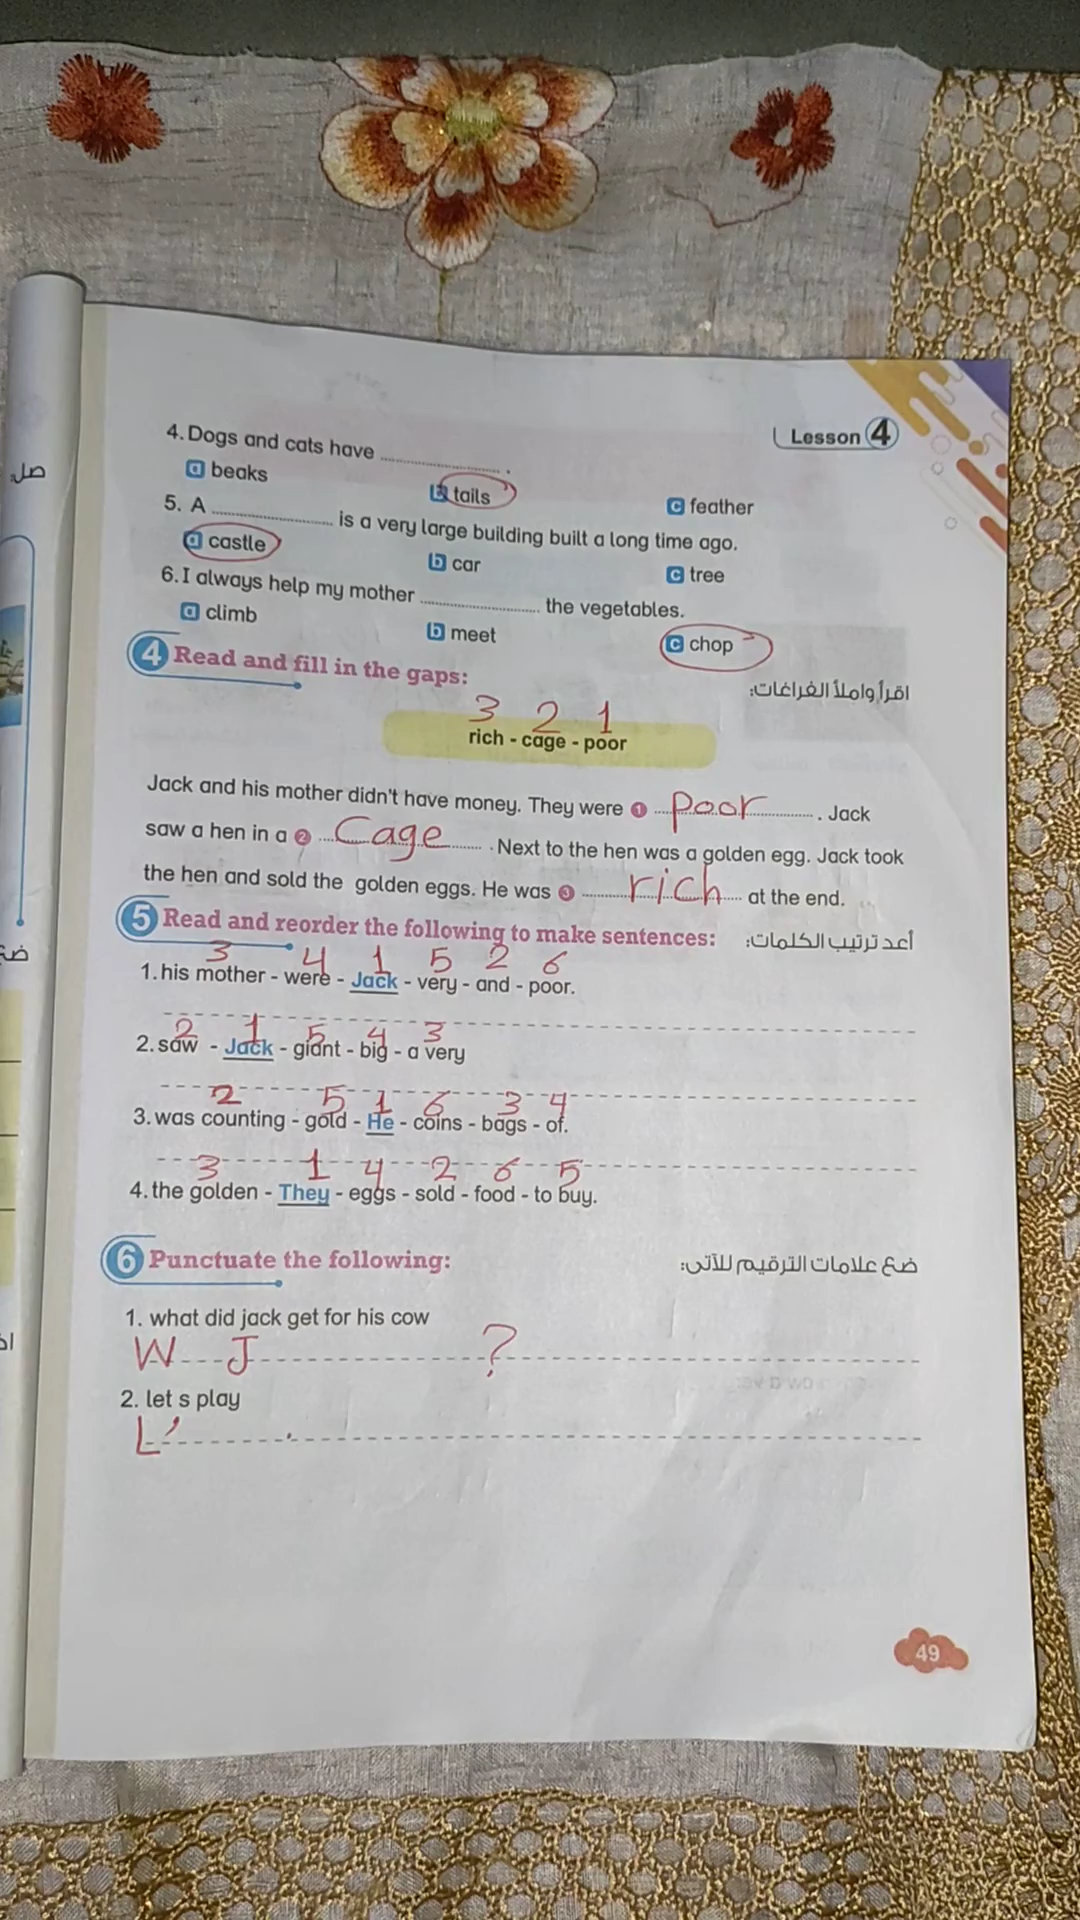 Lesson 4
4. Dogs and cats have .................... .
a beaks b tails c feather
5. A .................... is a very large building built a long time ago.
a castle b car c tree
6. I always help my mother .................... the vegetables.
a climb b meet c chop
4 Read and fill in the gaps:
اقرأ واملأ الفراغات:
3 2 1
rich - cage - poor
Jack and his mother didn't have money. They were 1 poor . Jack
saw a hen in a 2 Cage . Next to the hen was a golden egg. Jack took
the hen and sold the golden eggs. He was 3 rich at the end.
5 Read and reorder the following to make sentences:
أعد ترتيب الكلمات:
3 4 1 5 2 6
1. his mother - were - Jack - very - and - poor.
2 1 5 4 3
2. saw - Jack - giant - big - a very
2 5 1 6 3 4
3. was counting - gold - He - coins - bags - of.
3 1 4 2 6 5
4. the golden - They - eggs - sold - food - to buy.
6 Punctuate the following:
ضع علامات الترقيم للآتى:
1. what did jack get for his cow
W J ?
2. let s play
L ' .
49
صل